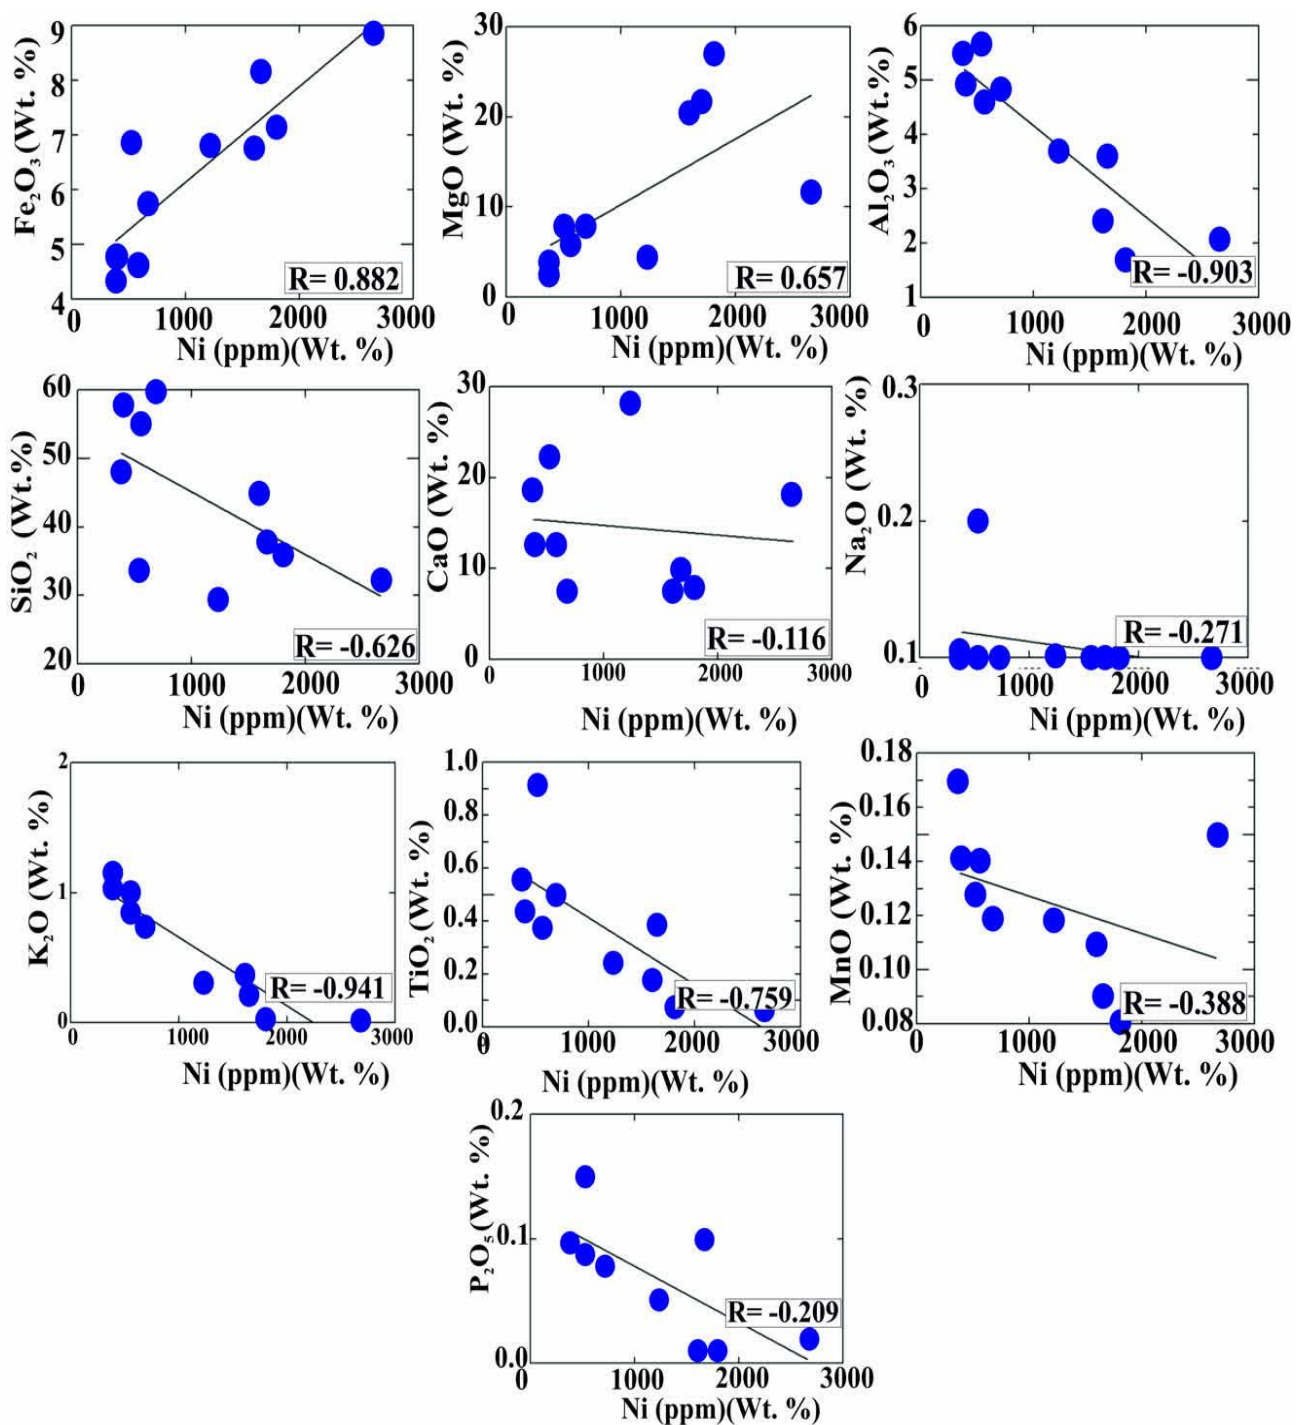 Fe₂O₃(Wt. %)
9
8
7
6
5
4
R= 0.882
0 1000 2000 3000
Ni (ppm)(Wt. %)
MgO (Wt. %)
30
20
10
0
R= 0.657
0 1000 2000 3000
Ni (ppm)(Wt. %)
Al₂O₃(Wt.%)
6
5
4
3
2
1
R= -0.903
0 1000 2000 3000
Ni (ppm)(Wt. %)
SiO₂ (Wt.%)
60
50
40
30
20
R= -0.626
0 1000 2000 3000
Ni (ppm)(Wt. %)
CaO (Wt. %)
30
20
10
0
R= -0.116
0 1000 2000 3000
Ni (ppm)(Wt. %)
Na₂O (Wt. %)
0.3
0.2
0.1
R= -0.271
0 1000 2000 3000
Ni (ppm)(Wt. %)
K₂O (Wt. %)
2
1
0
R= -0.941
0 1000 2000 3000
Ni (ppm)(Wt. %)
TiO₂(Wt. %)
1.0
0.8
0.6
0.4
0.2
0.0
R= -0.759
0 1000 2000 3000
Ni (ppm)(Wt. %)
MnO (Wt. %)
0.18
0.16
0.14
0.12
0.10
0.08
R= -0.388
0 1000 2000 3000
Ni (ppm)(Wt. %)
P₂O₅(Wt. %)
0.2
0.1
0.0
R= -0.209
0 1000 2000 3000
Ni (ppm)(Wt. %)